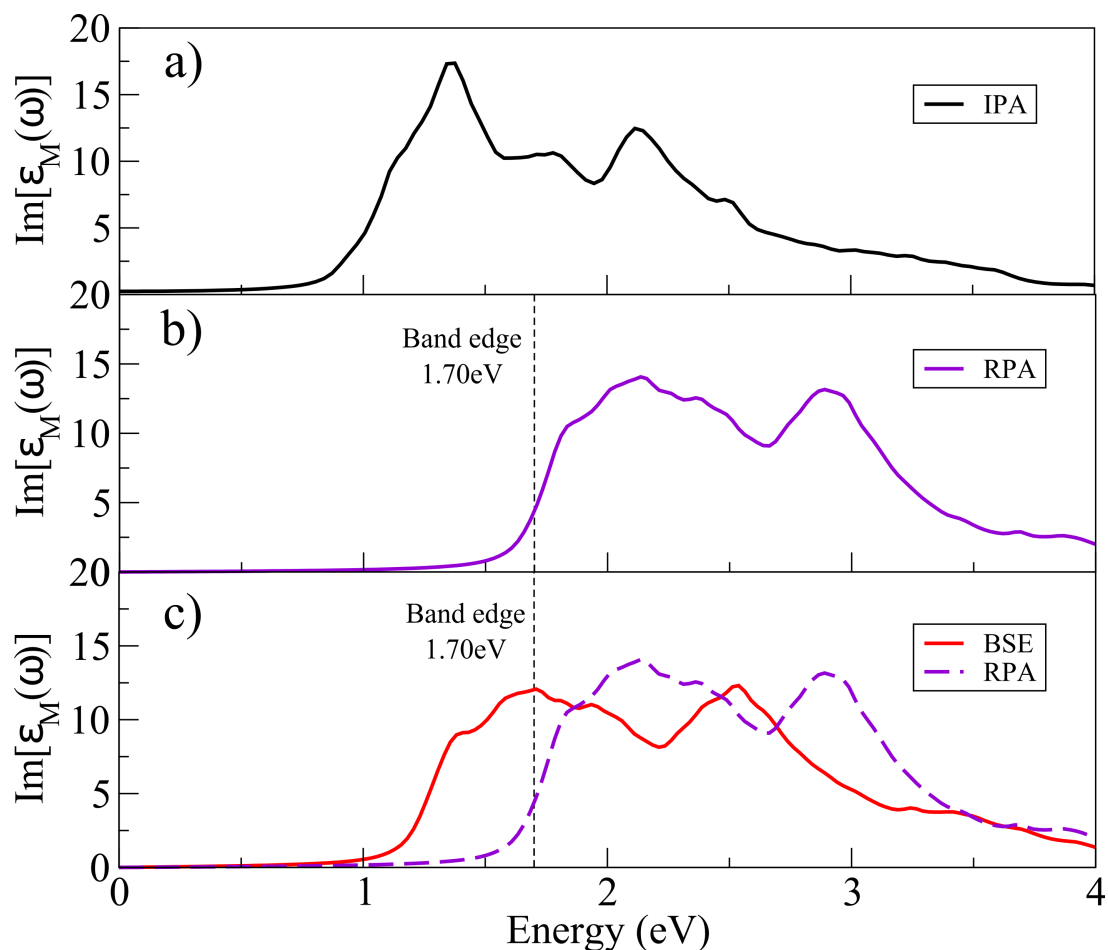 20
a)
IPA
15
10
5
Im[ε_M(ω)]
20
b)
Band edge
1.70eV
RPA
15
10
5
Im[ε_M(ω)]
20
c)
Band edge
1.70eV
BSE
RPA
15
10
5
0
Im[ε_M(ω)]
0 1 2 3 4
Energy (eV)